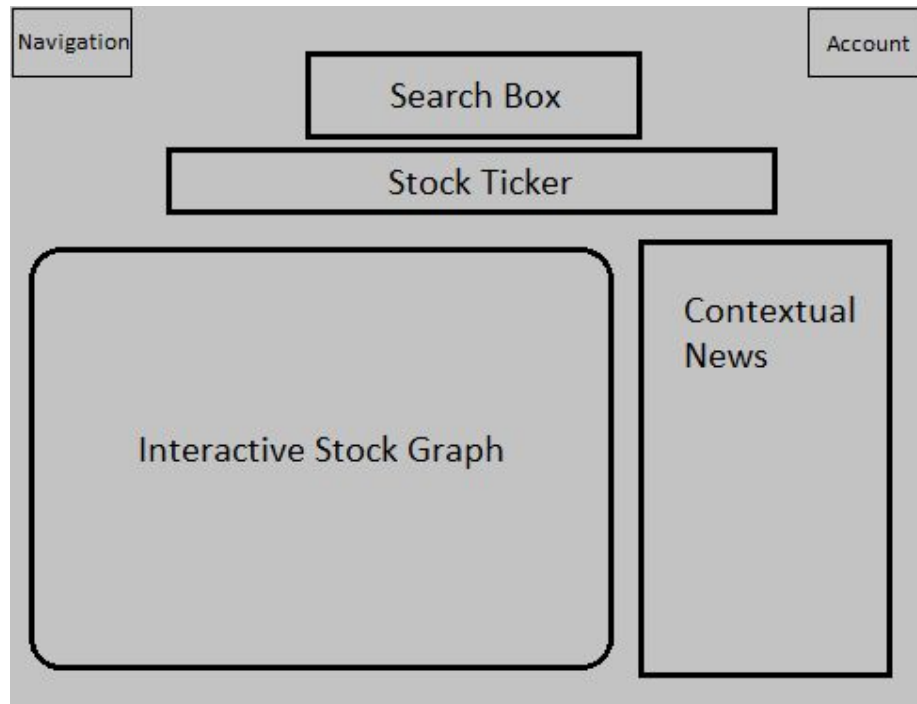 Navigation
Account
Search Box
Stock Ticker
Interactive Stock Graph
Contextual
News